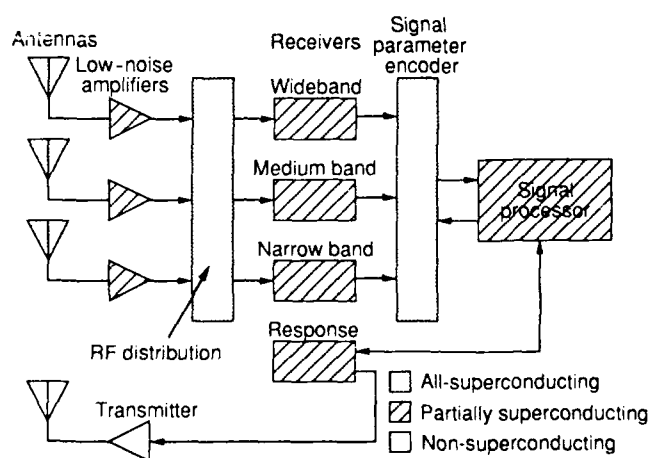 Antennas
Low-noise
amplifiers
Receivers
Signal
parameter
encoder
Wideband
Medium band
Narrow band
Signal
processor
RF distribution
Response
Transmitter
All-superconducting
Partially superconducting
Non-superconducting